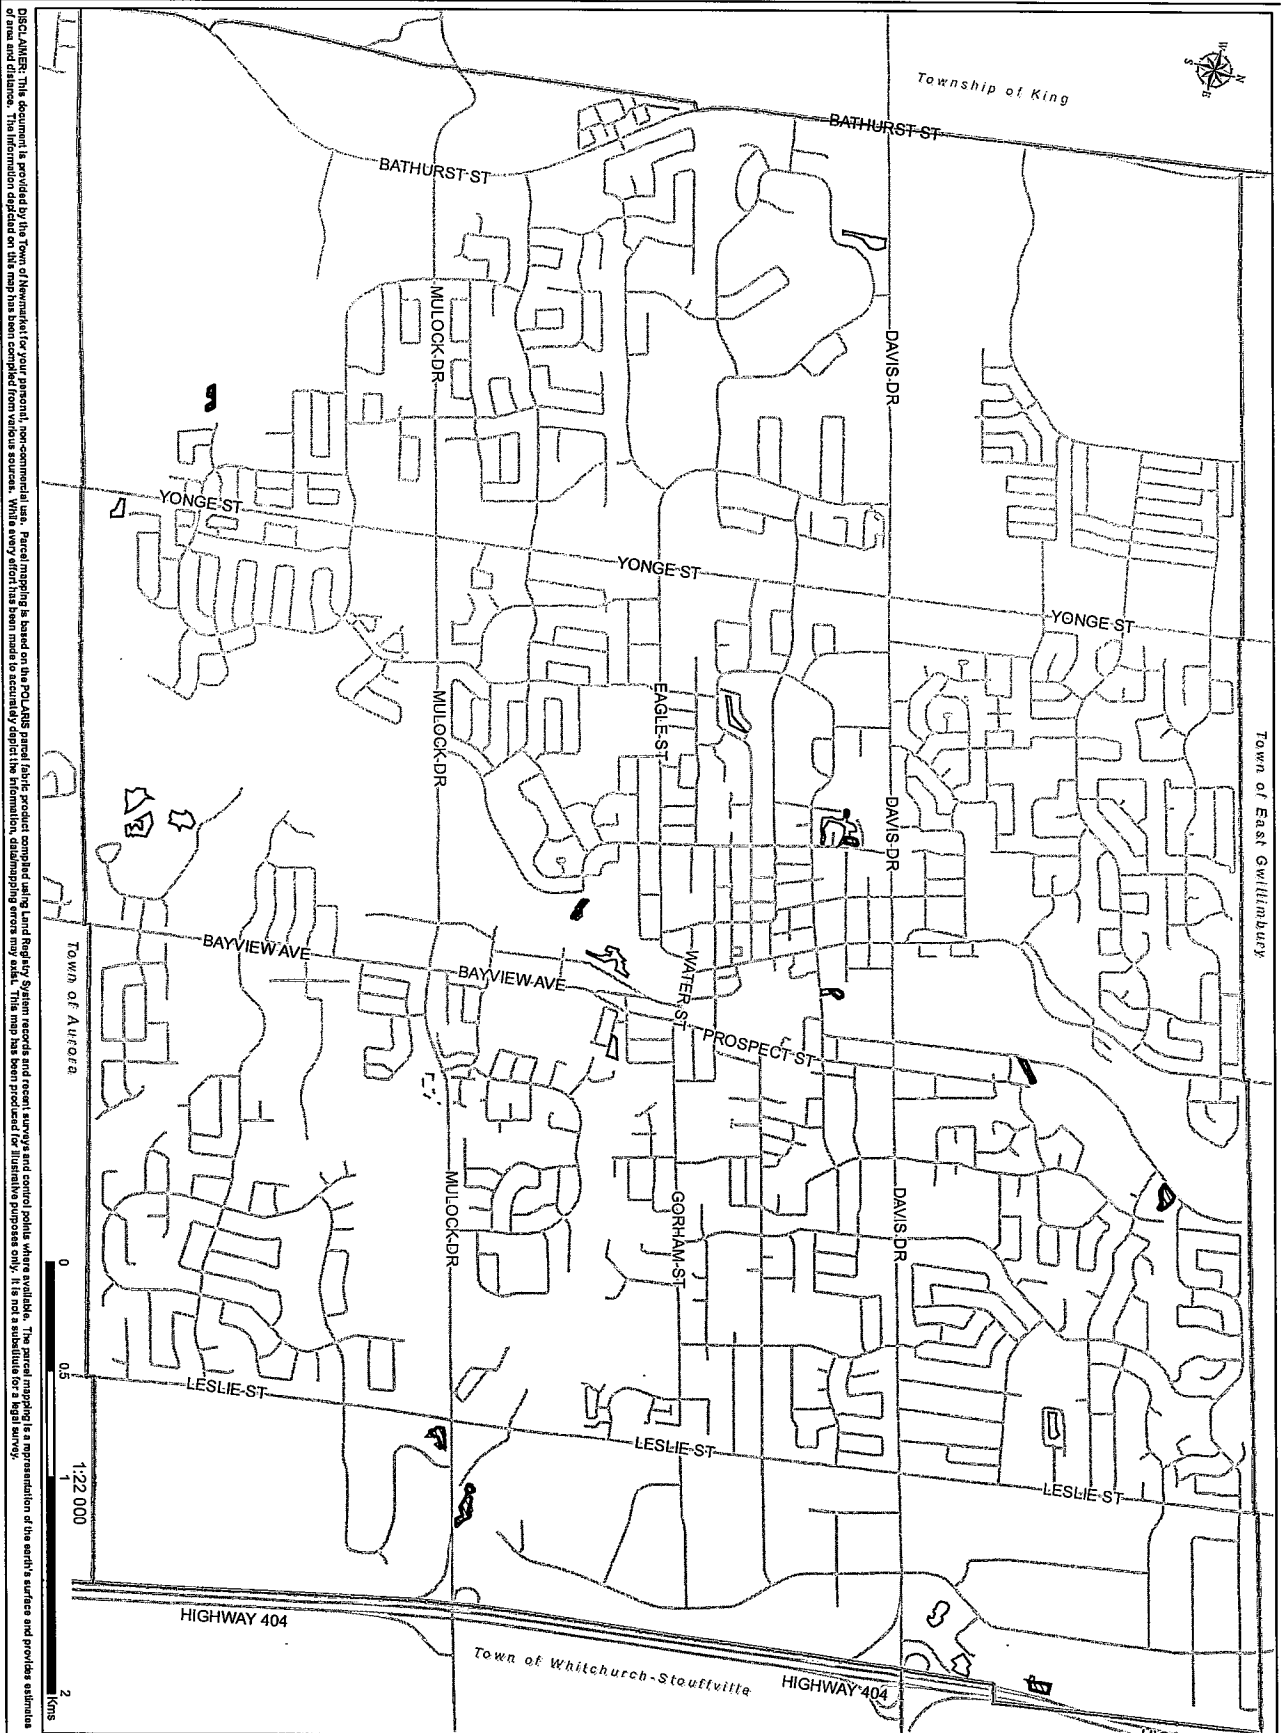 Township of King
BATHURST ST
BATHURST ST
MULOCK DR
DAVIS DR
YONGE ST
YONGE ST
YONGE ST
Town of East Gwillimbury
EAGLE ST
MULOCK DR
DAVIS DR
BAYVIEW AVE
BAYVIEW AVE
WATER ST
PROSPECT ST
Town of Aurora
MULOCK DR
GORHAM ST
DAVIS DR
LESLIE ST
LESLIE ST
LESLIE ST
HIGHWAY 404
Town of Whitchurch-Stouffville
HIGHWAY 404
N
E
S
W
0 0.5 1 2
Kms
1:22 000
DISCLAIMER: This document is provided by the Town of Newmarket for your personal, non-commercial use. Parcel mapping is based on the POLARIS parcel fabric product compiled using Land Registry System records and recent surveys and control points where available. The parcel mapping is a representation of the earth's surface and provides estimates
of area and distance. The information depicted on this map has been compiled from various sources. While every effort has been made to accurately depict the information, data/mapping errors may exist. This map has been produced for illustrative purposes only. It is not a substitute for a legal survey.